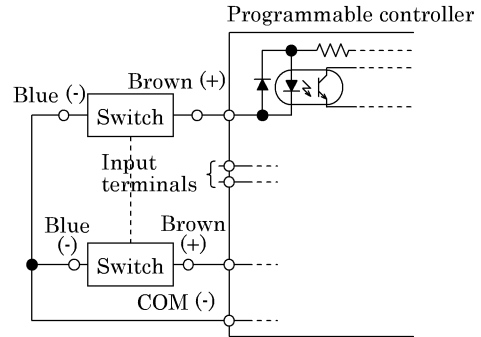 Programmable controller
Brown (+)
Blue (-)
Switch
Input
terminals
Blue
(-)
Brown
(+)
Switch
COM (-)